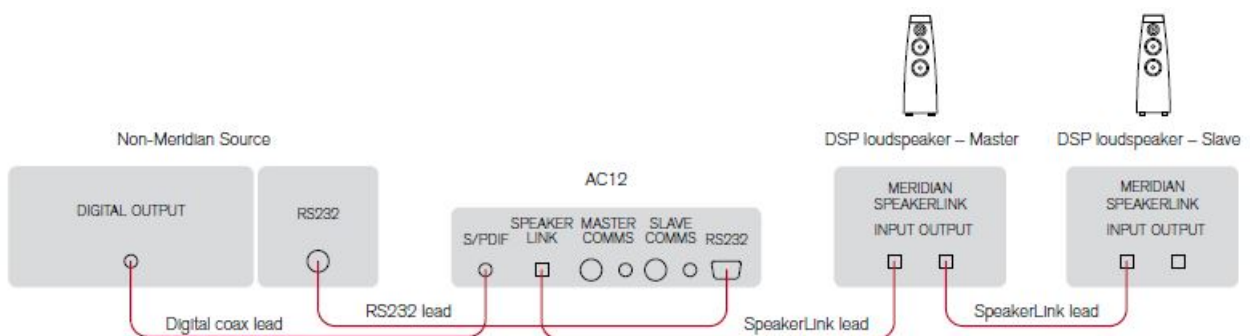 Non-Meridian Source
DSP loudspeaker – Master
DSP loudspeaker – Slave
AC12
DIGITAL OUTPUT
RS232
S/PDIF
SPEAKER
LINK
MASTER
COMMS
SLAVE
COMMS
RS232
MERIDIAN
SPEAKERLINK
INPUT OUTPUT
MERIDIAN
SPEAKERLINK
INPUT OUTPUT
Digital coax lead
RS232 lead
SpeakerLink lead
SpeakerLink lead